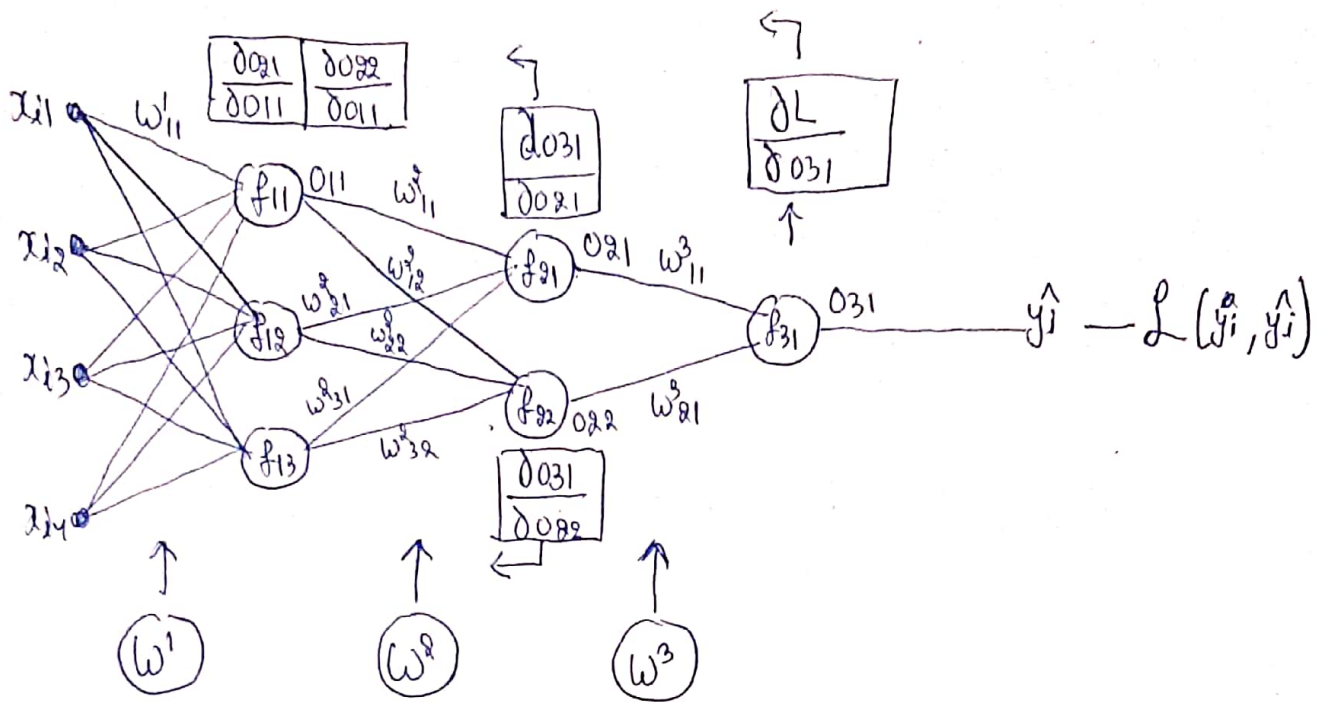 ∂O21/∂O11 ∂O22/∂O11
∂O31/∂O21
∂L/∂O31
xi1
w¹11
f11
O11
w²11
xi2
w²12
f21
O21
w³11
w²21
f12
w²22
f31
O31
ŷi — L(yi, ŷi)
xi3
w²31
f22
O22
w³21
f13
w²32
xi4
∂O31/∂O22
W¹
W²
W³